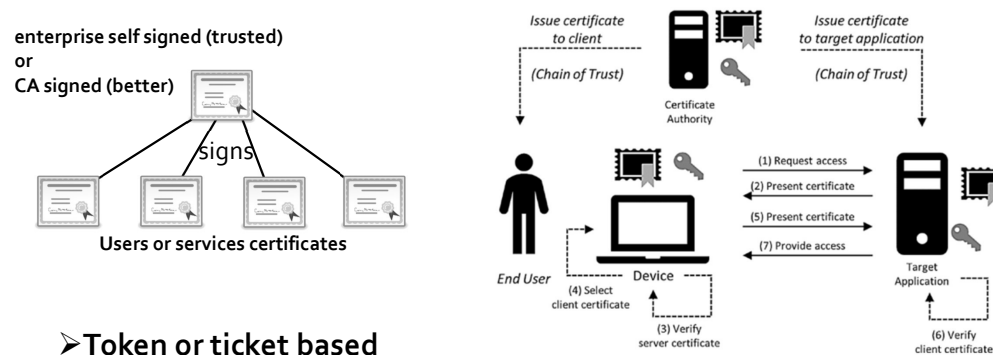 enterprise self signed (trusted)
or
CA signed (better)
signs
Users or services certificates
➤Token or ticket based
Issue certificate
to client
(Chain of Trust)
Certificate
Authority
Issue certificate
to target application
(Chain of Trust)
(1) Request access
(2) Present certificate
(5) Present certificate
(7) Provide access
End User
Device
(4) Select
client certificate
(3) Verify
server certificate
Target
Application
(6) Verify
client certificate